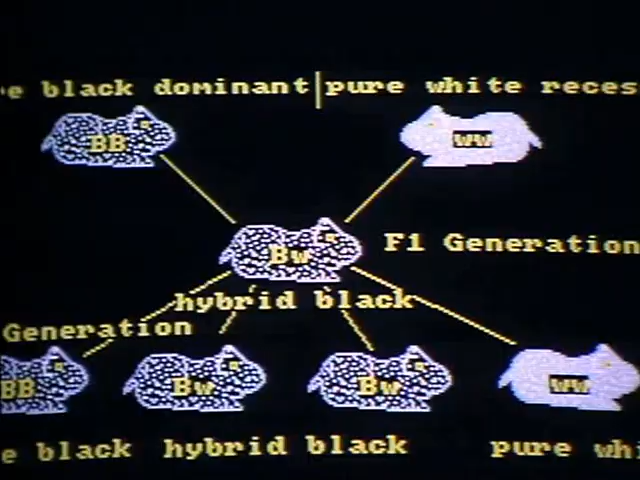 e black dominant|pure white reces
BB
ww
Bw
F1 Generation
hybrid black
Generation
BB
Bw
Bw
ww
e black
hybrid black
pure whi